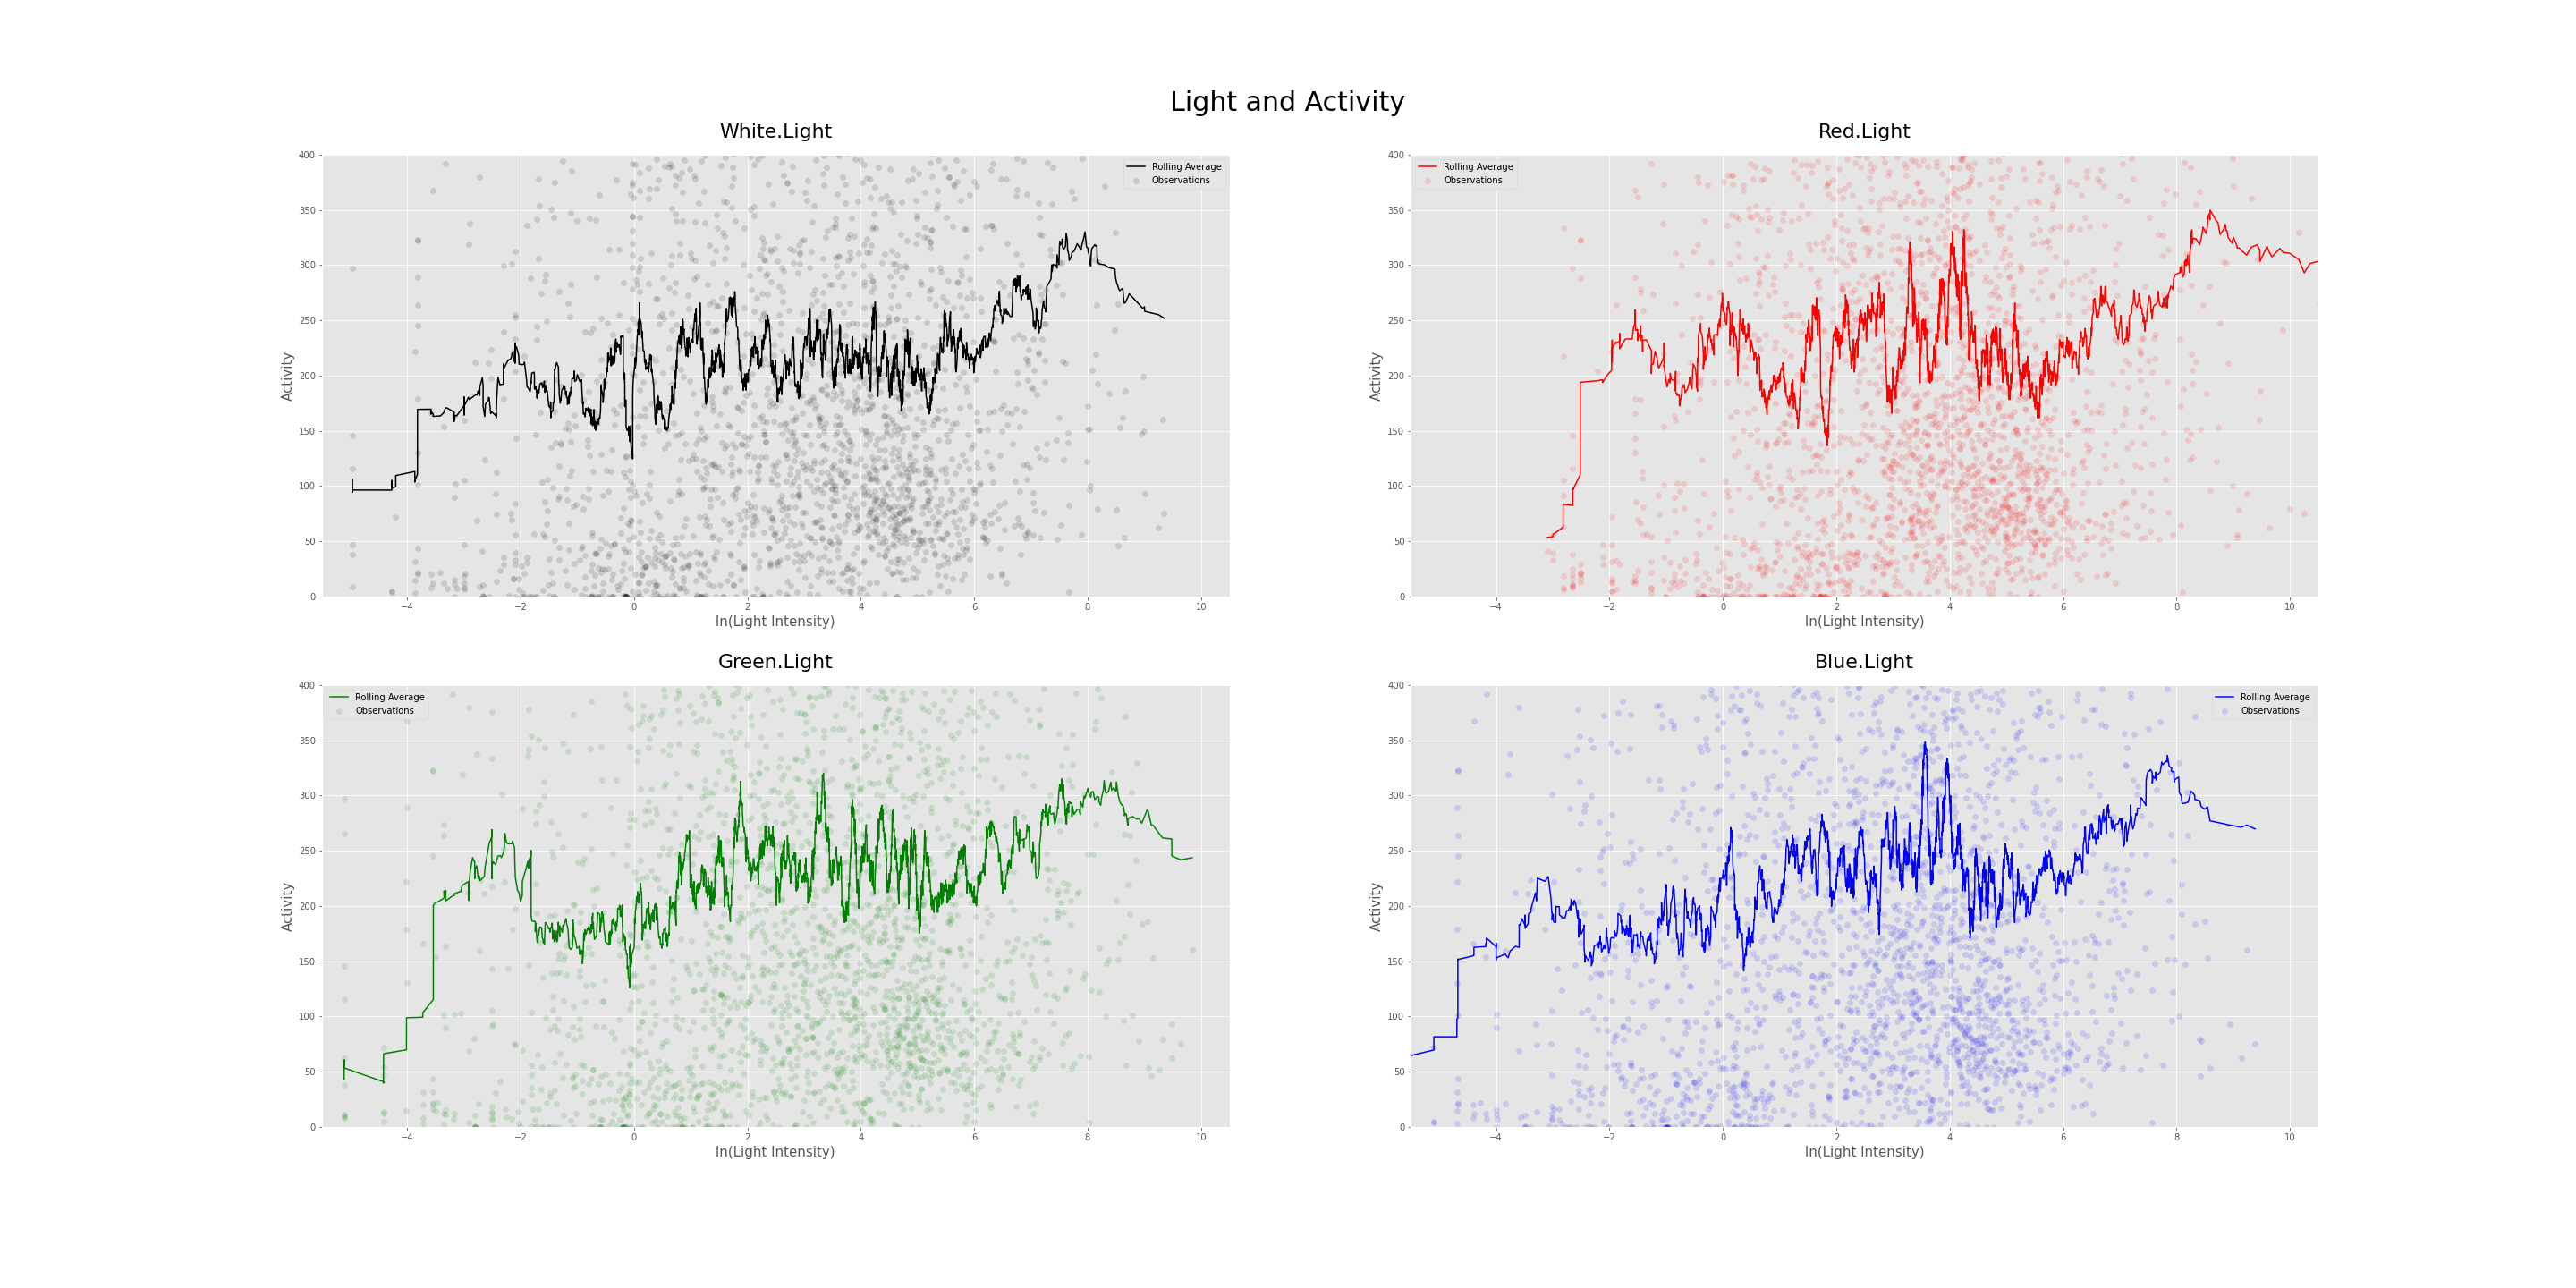 Light and Activity
White.Light
400
350
300
250
200
150
100
50
0
Activity
Rolling Average
Observations
−4 −2 0 2 4 6 8 10
ln(Light Intensity)
Red.Light
400
350
300
250
200
150
100
50
0
Activity
Rolling Average
Observations
−4 −2 0 2 4 6 8 10
ln(Light Intensity)
Green.Light
400
350
300
250
200
150
100
50
0
Activity
Rolling Average
Observations
−4 −2 0 2 4 6 8 10
ln(Light Intensity)
Blue.Light
400
350
300
250
200
150
100
50
0
Activity
Rolling Average
Observations
−4 −2 0 2 4 6 8 10
ln(Light Intensity)